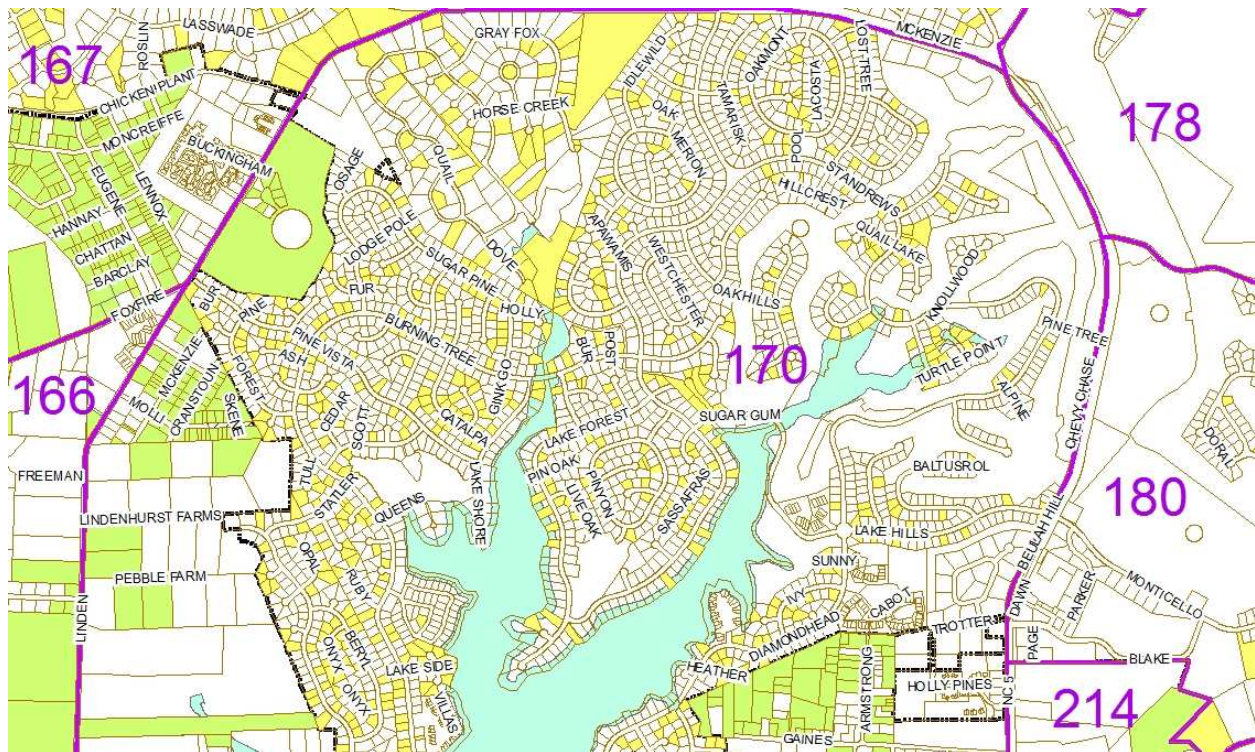 LASSWADE
ROSLIN
167
CHICKEN PLANT
MONCREIFFE
BUCKINGHAM
EUGENE
LENNOX
HANNAY
CHATTAN
BARCLAY
FOXFIRE
GRAY FOX
HORSE CREEK
QUAIL
OSAGE
LODGE POLE
DOVE
SUGAR PINE
HOLLY
FUR
BUR
PINE
PINE VISTA
ASH
BURNING TREE
IDLEWILD
OAK
MERION
TAMARISK
OAKMONT
LACOSTA
POOL
LOIS TREE
MCKENZIE
178
ST ANDREWS
HILLCREST
QUAIL LAKE
KNOLLWOOD
APAWAMIS
WESTCHESTER
OAK HILLS
POST
BUR
170
PINE TREE
TURTLE POINT
ALPINE
CHEVY CHASE
166
MCKENZIE
MOLLI
CRANSTOUN
SKENE
FOREST
CEDAR
SCOTT
CATALPA
GINKGO
LAKE FOREST
SUGAR GUM
PIN OAK
PINYON
LIVE OAK
SASSAFRAS
LAKE SHORE
BALTUSROL
DORAL
180
FREEMAN
TULL
STATLER
QUEENS
LINDENHURST FARMS
OPAL
RUBY
PEBBLE FARM
LINDEN
BERYL
ONYX
ONYX
LAKE SIDE
VILLAS
LAKE HILLS
SUNNY
IVY
CABOT
DIAMONDHEAD
HEATHER
TROTTER
DAWN
BEULAH HILL
PARKER
MONTICELLO
PAGE
BLAKE
HOLLY PINES
ARMSTRONG
NC 5
214
GAINES